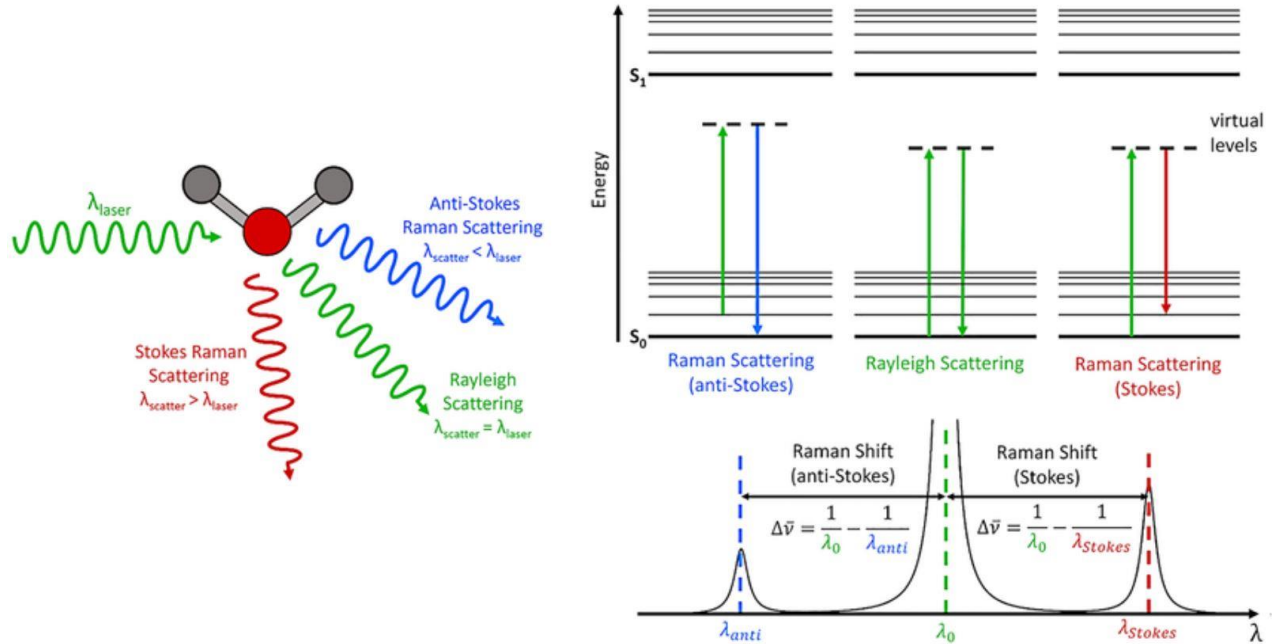 λlaser
Anti-Stokes
Raman Scattering
λscatter < λlaser
Stokes Raman
Scattering
λscatter > λlaser
Rayleigh
Scattering
λscatter = λlaser
Energy
S1
S0
virtual
levels
Raman Scattering
(anti-Stokes)
Rayleigh Scattering
Raman Scattering
(Stokes)
Raman Shift
(anti-Stokes)
Δν̄ = 1/λ0 − 1/λanti
Raman Shift
(Stokes)
Δν̄ = 1/λ0 − 1/λStokes
λanti
λ0
λStokes
λ